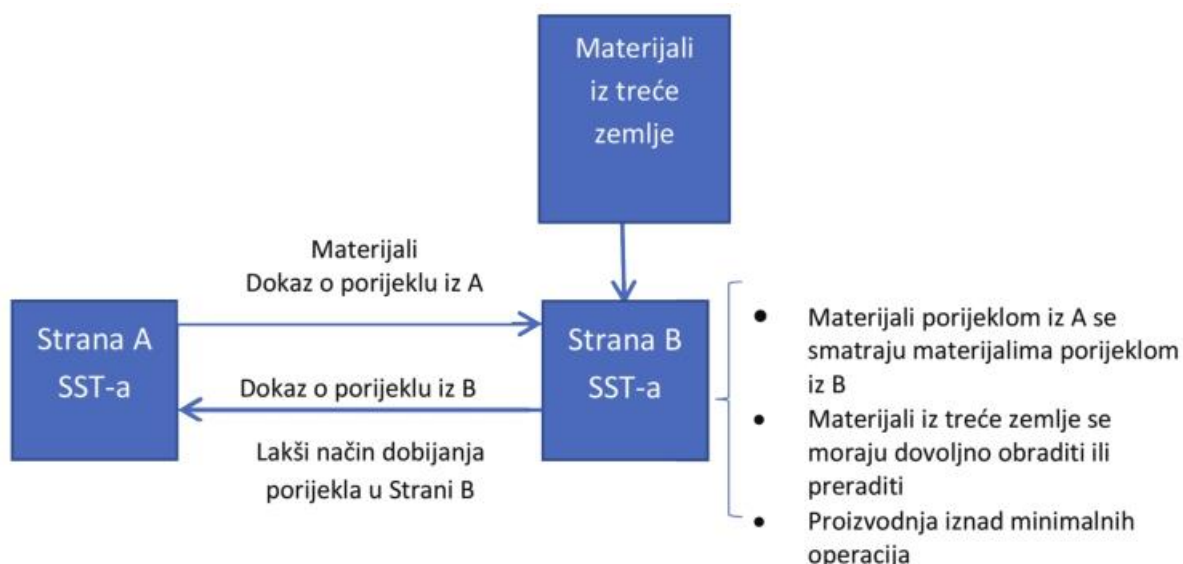 Materijali
iz treće
zemlje
Materijali
Dokaz o porijeklu iz A
Strana A
SST-a
Strana B
SST-a
Dokaz o porijeklu iz B
Lakši način dobijanja
porijekla u Strani B
• Materijali porijeklom iz A se
smatraju materijalima porijeklom
iz B
• Materijali iz treće zemlje se
moraju dovoljno obraditi ili
preraditi
• Proizvodnja iznad minimalnih
operacija